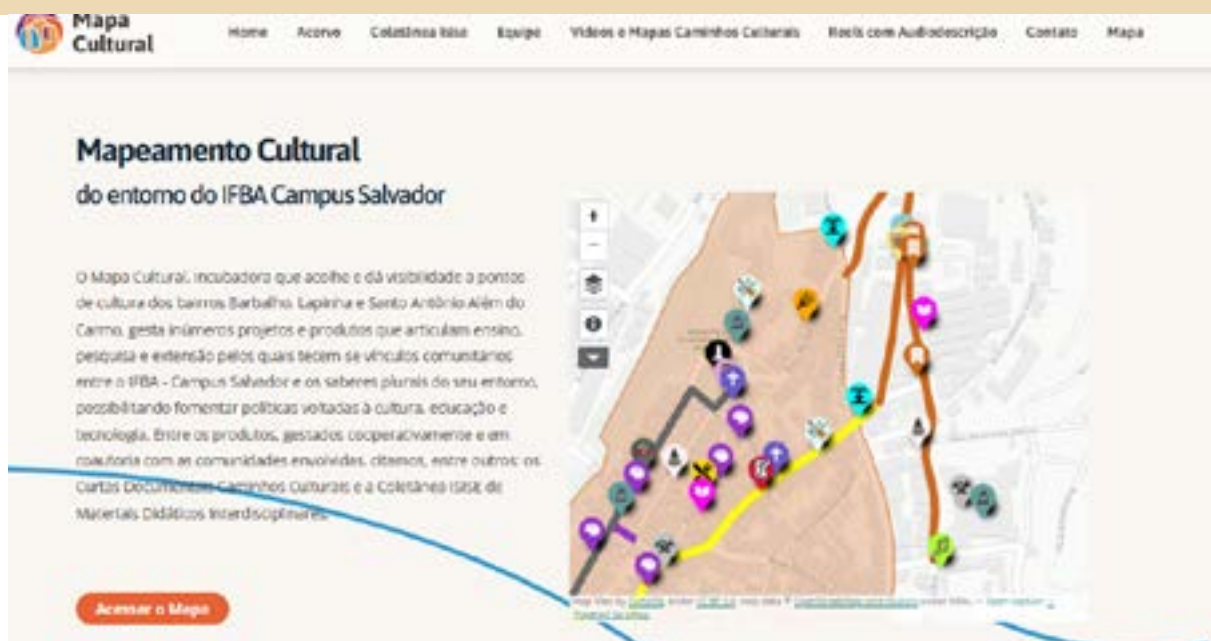 Mapa
Cultural
Home Acervo Coletânea Isise Equipe Vídeos e Mapas Caminhos Culturais Reels com Audiodescrição Contato Mapa
Mapeamento Cultural
do entorno do IFBA Campus Salvador
O Mapa Cultural, incubadora que acolhe e dá visibilidade a pontos
de cultura dos bairros Barbalho, Lapinha e Santo Antônio Além do
Carmo, gesta inúmeros projetos e produtos que articulam ensino,
pesquisa e extensão pelos quais tecem se vínculos comunitários
entre o IFBA - Campus Salvador e os saberes plurais do seu entorno,
possibilitando fomentar políticas voltadas à cultura, educação e
tecnologia. Entre os produtos, gestados cooperativamente e em
coautoria com as comunidades envolvidas, citamos, entre outros: os
Curtas Documentais Caminhos Culturais e a Coletânea ISISE de
Materiais Didáticos Interdisciplinares.
Acessar o Mapa